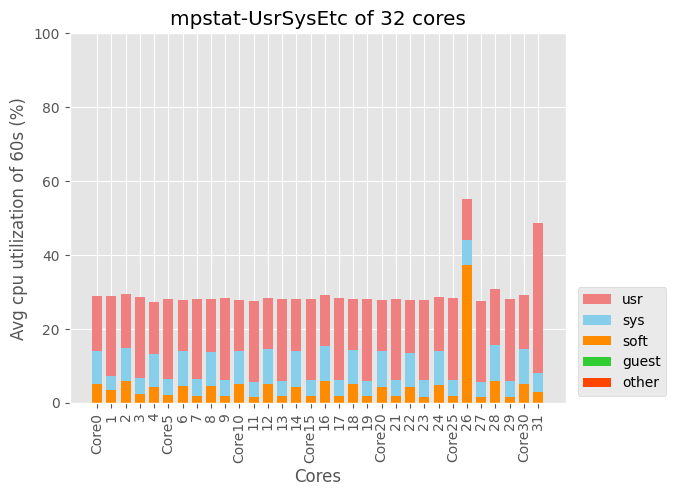 mpstat-UsrSysEtc of 32 cores
Avg cpu utilization of 60s (%)
100
80
60
40
20
0
Core0
1
2
3
4
Core5
6
7
8
9
Core10
11
12
13
14
Core15
16
17
18
19
Core20
21
22
23
24
Core25
26
27
28
29
Core30
31
Cores
usr
sys
soft
guest
other